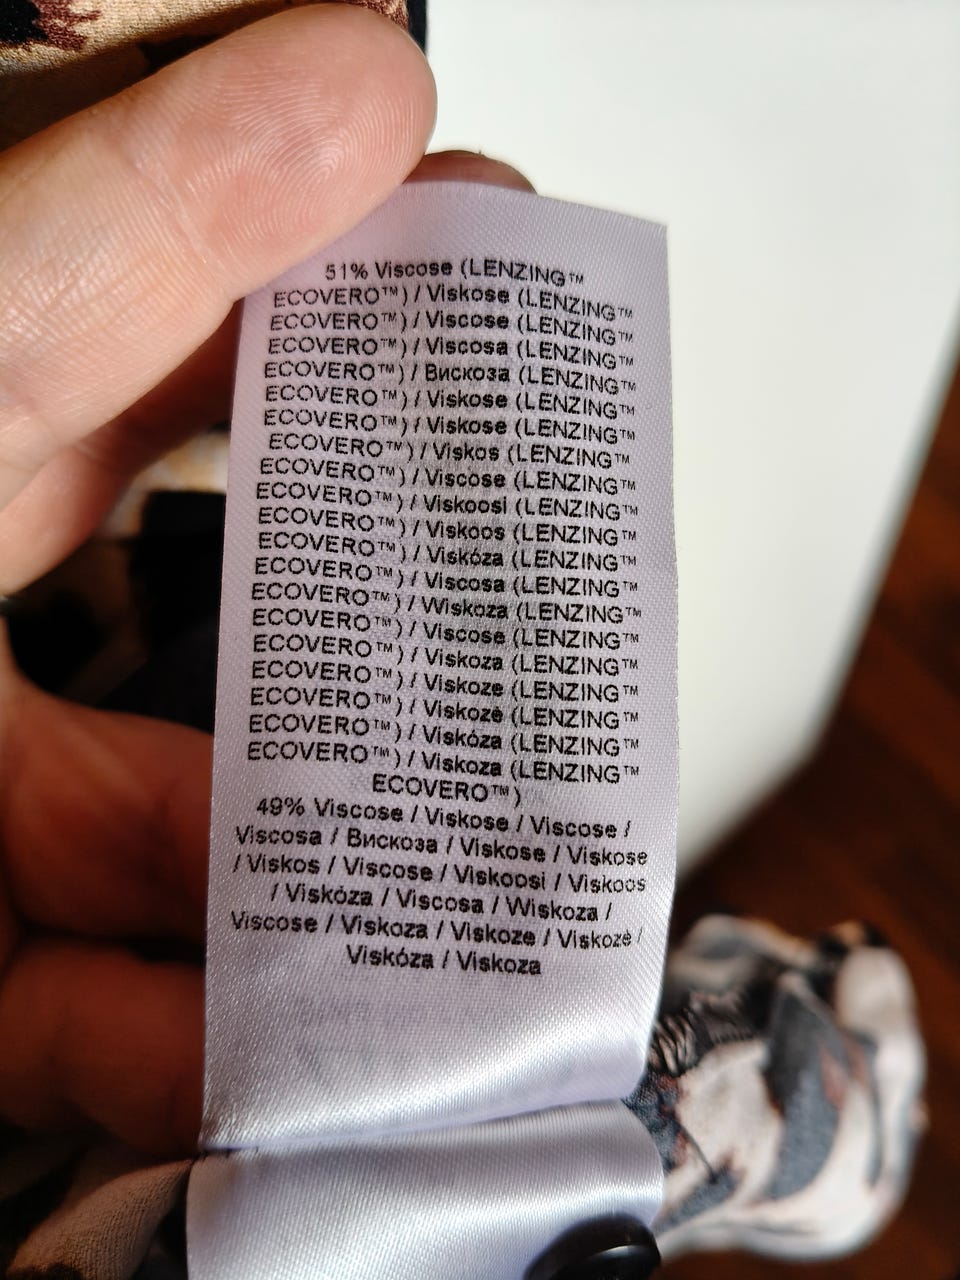 51% Viscose (LENZING™
ECOVERO™) / Viskose (LENZING™
ECOVERO™) / Viscose (LENZING™
ECOVERO™) / Viscosa (LENZING™
ECOVERO™) / Вискоза (LENZING™
ECOVERO™) / Viskose (LENZING™
ECOVERO™) / Viskose (LENZING™
ECOVERO™) / Viskos (LENZING™
ECOVERO™) / Viscose (LENZING™
ECOVERO™) / Viskoosi (LENZING™
ECOVERO™) / Viskoos (LENZING™
ECOVERO™) / Viskóza (LENZING™
ECOVERO™) / Viscosa (LENZING™
ECOVERO™) / Wiskoza (LENZING™
ECOVERO™) / Viscose (LENZING™
ECOVERO™) / Viskoza (LENZING™
ECOVERO™) / Viskoze (LENZING™
ECOVERO™) / Viskozė (LENZING™
ECOVERO™) / Viskóza (LENZING™
ECOVERO™) / Viskoza (LENZING™
ECOVERO™)
49% Viscose / Viskose / Viscose /
Viscosa / Вискоза / Viskose / Viskose
/ Viskos / Viscose / Viskoosi / Viskoos
/ Viskóza / Viscosa / Wiskoza /
Viscose / Viskoza / Viskoze / Viskozė /
Viskóza / Viskoza